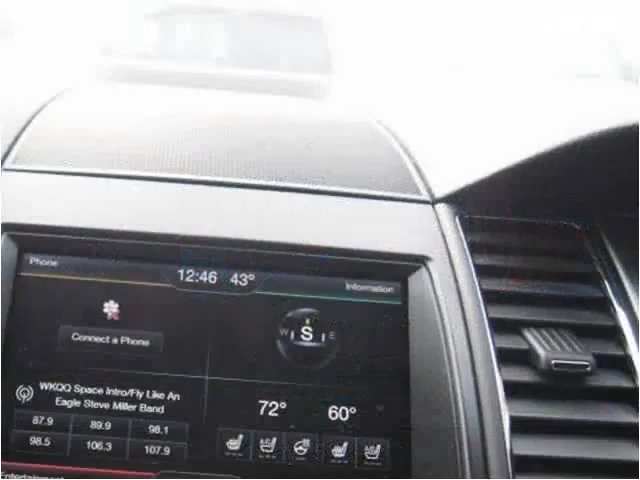 Phone
12:46 43°
Information
Connect a Phone
W S E
WKQQ Space Intro/Fly Like An
Eagle Steve Miller Band
72° 60°
87.9 89.9 98.1
98.5 106.3 107.9
Entertainment